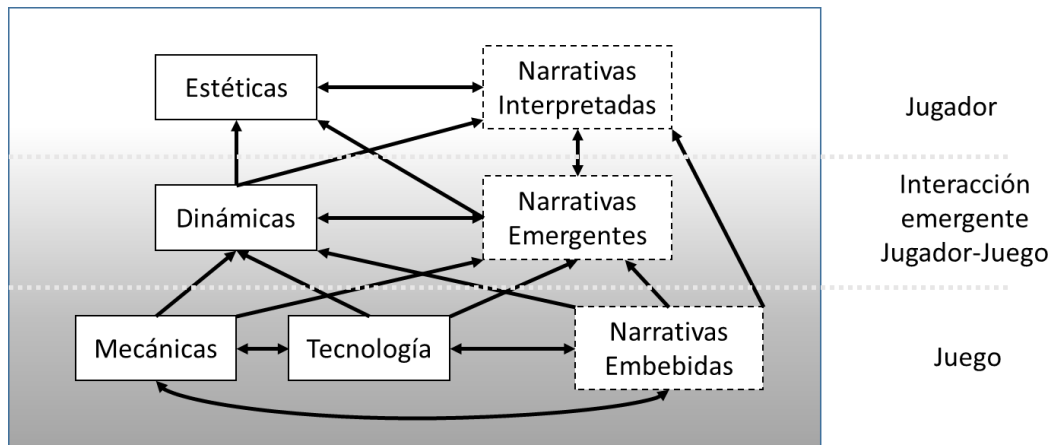 Estéticas
Narrativas
Interpretadas
Jugador
Dinámicas
Narrativas
Emergentes
Interacción
emergente
Jugador-Juego
Mecánicas
Tecnología
Narrativas
Embebidas
Juego